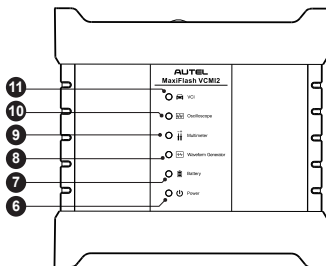 AUTEL
MaxiFlash VCMI2
11 VCI
10 Oscilloscope
9 Multimeter
8 Waveform Generator
7 Battery
6 Power